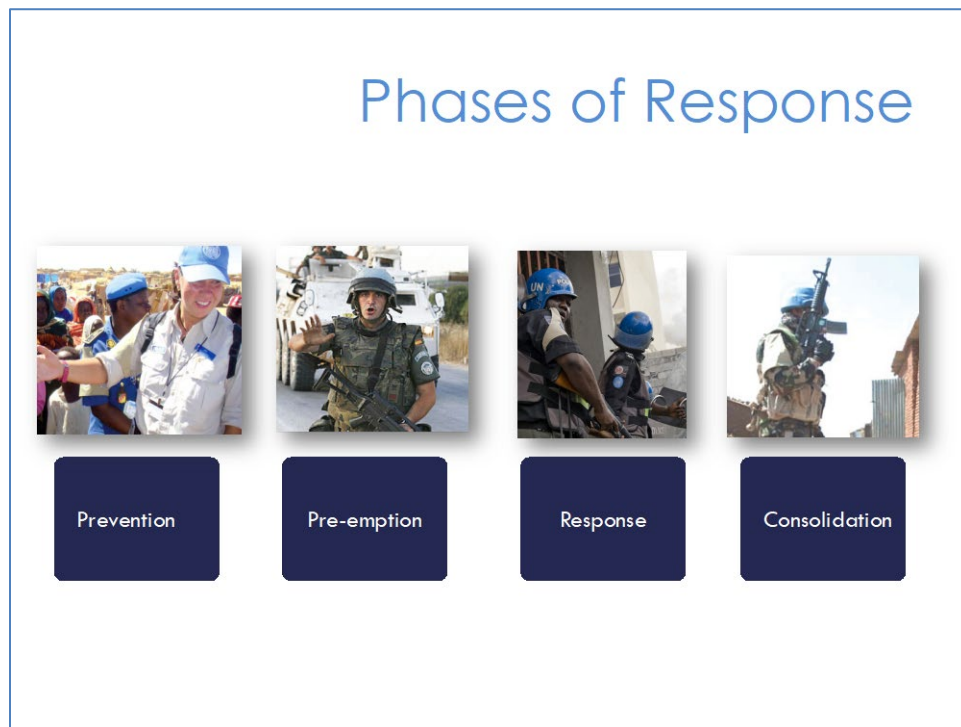 Phases of Response
UN
Prevention
Pre-emption
Response
Consolidation